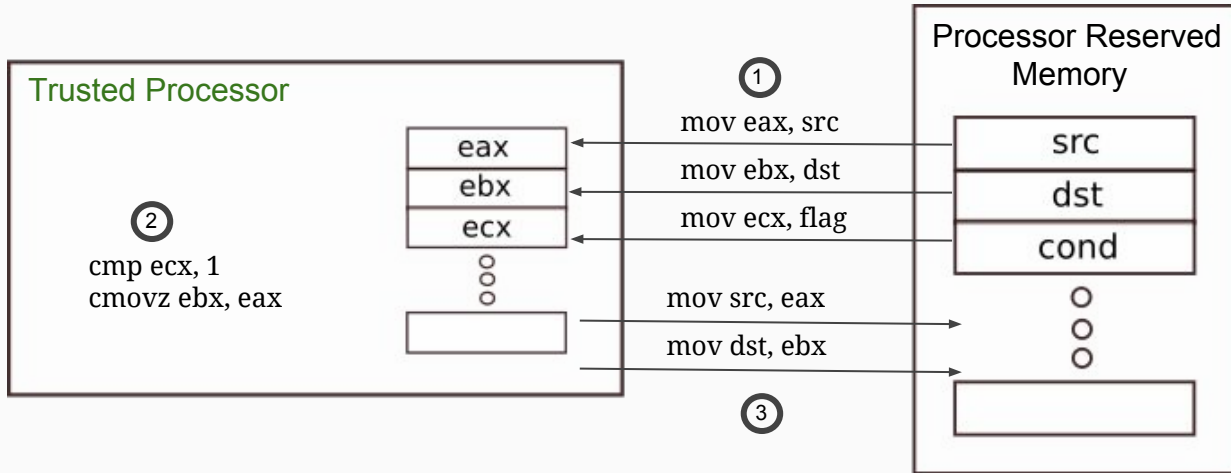 Trusted Processor
eax
ebx
ecx
2
cmp ecx, 1
cmovz ebx, eax
1
mov eax, src
mov ebx, dst
mov ecx, flag
mov src, eax
mov dst, ebx
3
Processor Reserved
Memory
src
dst
cond